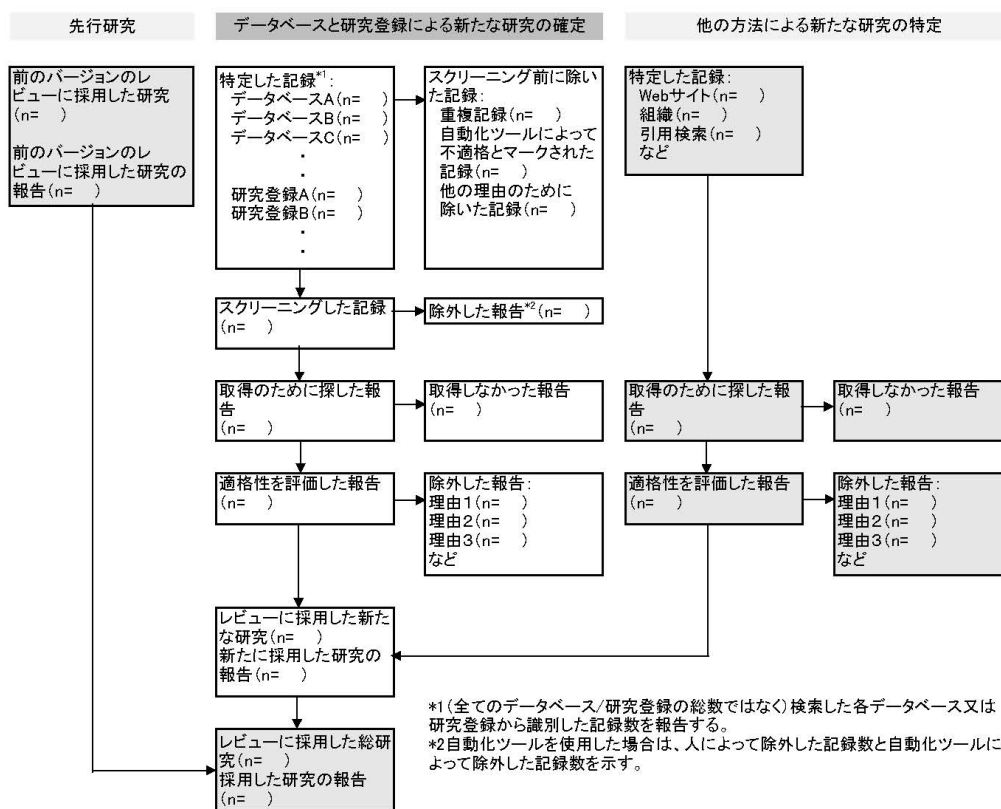 先行研究
データベースと研究登録による新たな研究の確定
他の方法による新たな研究の特定
前のバージョンのレ
ビューに採用した研究
(n=　)
前のバージョンのレ
ビューに採用した研究の
報告(n=　)
特定した記録*1:
データベースA(n=　)
データベースB(n=　)
データベースC(n=　)
・
・
研究登録A(n=　)
研究登録B(n=　)
・
・
スクリーニング前に除い
た記録:
重複記録(n=　)
自動化ツールによって
不適格とマークされた
記録(n=　)
他の理由のために
除いた記録(n=　)
特定した記録:
Webサイト(n=　)
組織(n=　)
引用検索(n=　)
など
スクリーニングした記録
(n=　)
除外した報告*2(n=　)
取得のために探した報
告
(n=　)
取得しなかった報告
(n=　)
取得のために探した報
告
(n=　)
取得しなかった報告
(n=　)
適格性を評価した報告
(n=　)
除外した報告:
理由1(n=　)
理由2(n=　)
理由3(n=　)
など
適格性を評価した報告
(n=　)
除外した報告:
理由1(n=　)
理由2(n=　)
理由3(n=　)
など
レビューに採用した新た
な研究(n=　)
新たに採用した研究の
報告(n=　)
レビューに採用した総研
究(n=　)
採用した研究の報告
(n=　)
*1(全てのデータベース/研究登録の総数ではなく)検索した各データベース又は
研究登録から識別した記録数を報告する。
*2自動化ツールを使用した場合は、人によって除外した記録数と自動化ツールに
よって除外した記録数を示す。